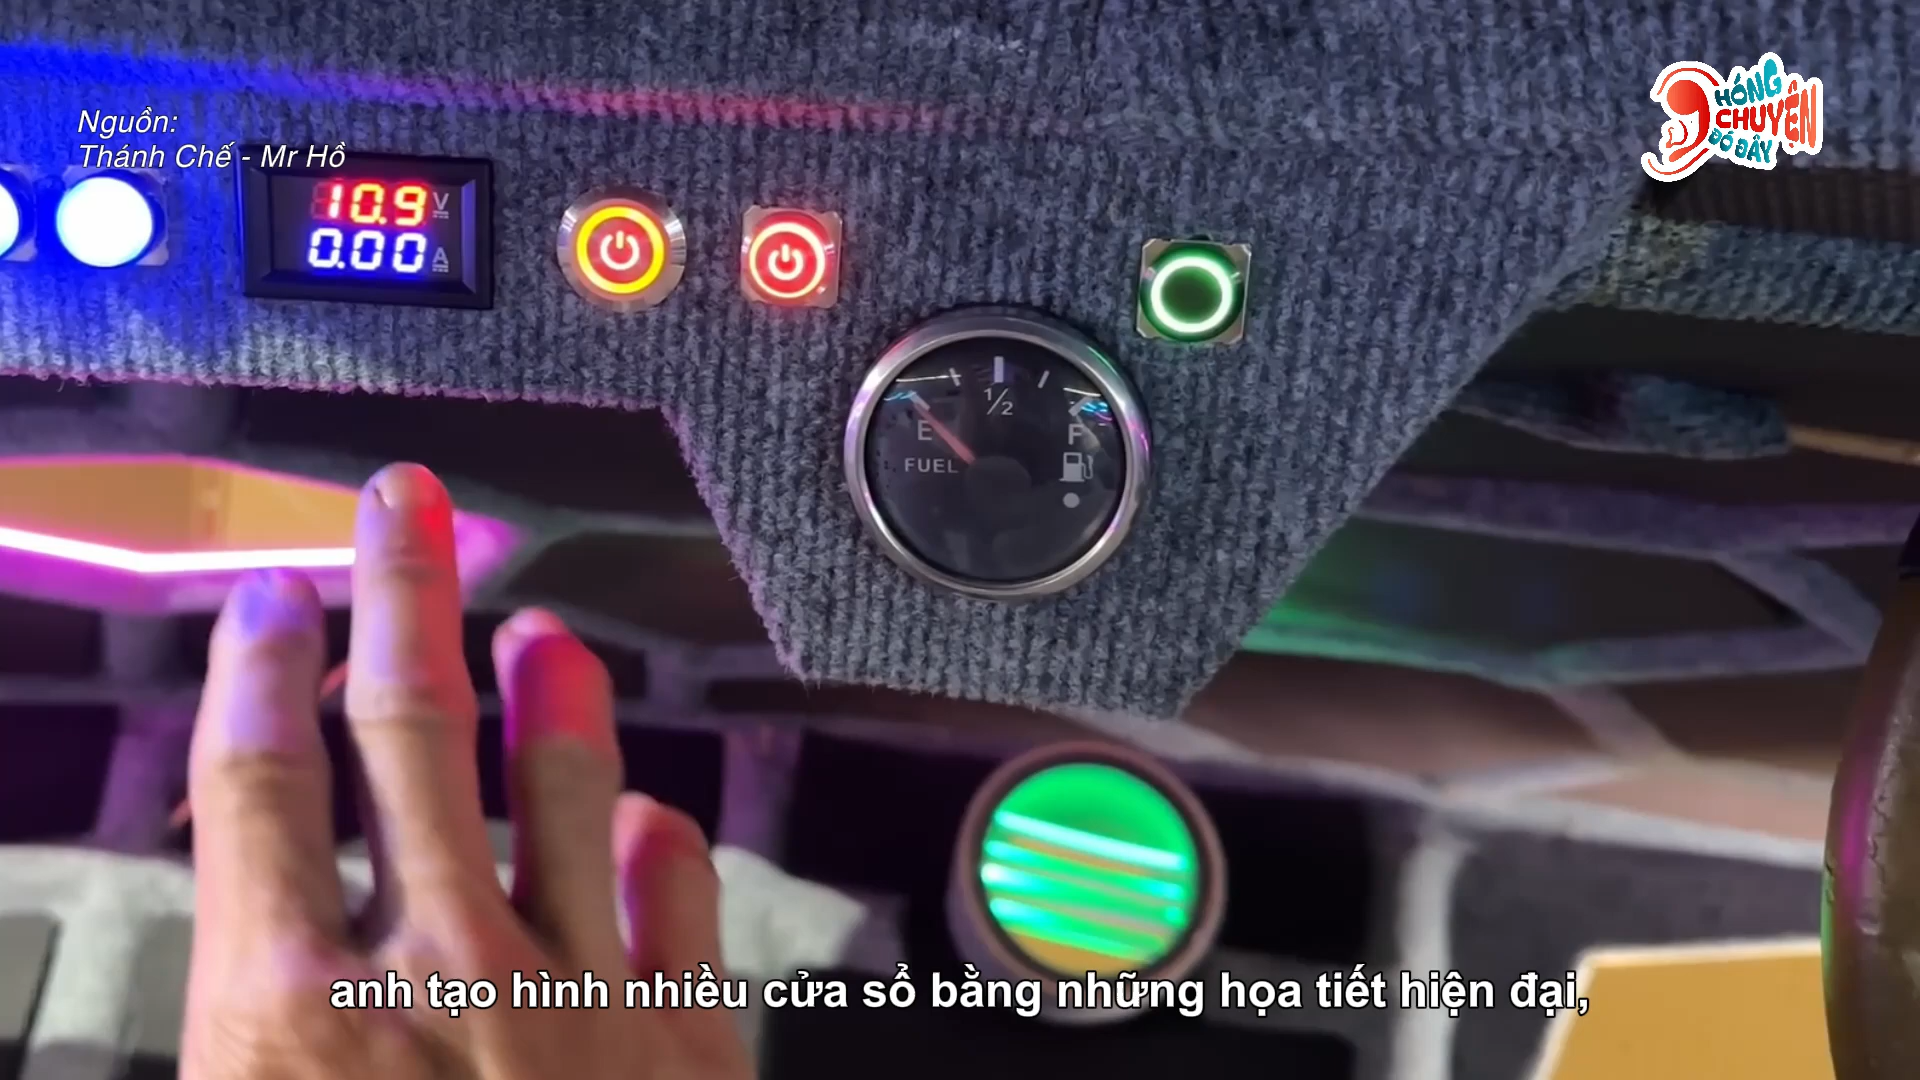 Nguồn:
Thánh Chế - Mr Hồ
HÓNG
CHUYỆN
ĐÓ ĐÂY
10.9 V
0.00 A
1/2
E
F
FUEL
anh tạo hình nhiều cửa sổ bằng những họa tiết hiện đại,